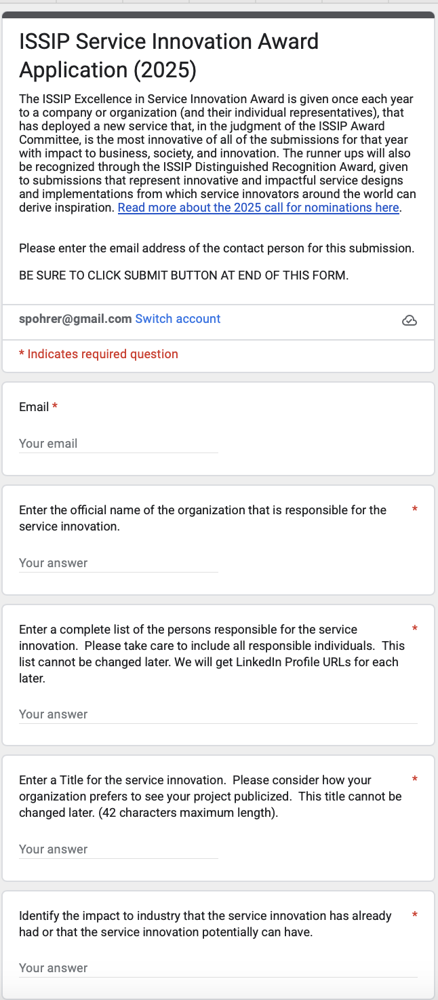 ISSIP Service Innovation Award
Application (2025)
The ISSIP Excellence in Service Innovation Award is given once each year
to a company or organization (and their individual representatives), that
has deployed a new service that, in the judgment of the ISSIP Award
Committee, is the most innovative of all of the submissions for that year
with impact to business, society, and innovation. The runner ups will also
be recognized through the ISSIP Distinguished Recognition Award, given
to submissions that represent innovative and impactful service designs
and implementations from which service innovators around the world can
derive inspiration. Read more about the 2025 call for nominations here.
Please enter the email address of the contact person for this submission.
BE SURE TO CLICK SUBMIT BUTTON AT END OF THIS FORM.
spohrer@gmail.com Switch account
* Indicates required question
Email *
Your email
Enter the official name of the organization that is responsible for the *
service innovation.
Your answer
Enter a complete list of the persons responsible for the service *
innovation.  Please take care to include all responsible individuals.  This
list cannot be changed later. We will get LinkedIn Profile URLs for each
later.
Your answer
Enter a Title for the service innovation.  Please consider how your *
organization prefers to see your project publicized.  This title cannot be
changed later. (42 characters maximum length).
Your answer
Identify the impact to industry that the service innovation has already *
had or that the service innovation potentially can have.
Your answer